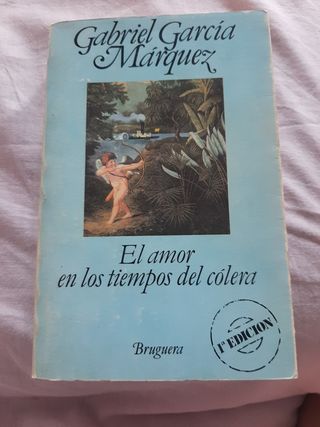 Gabriel García
Márquez
El amor
en los tiempos del cólera
1ª EDICION
Bruguera